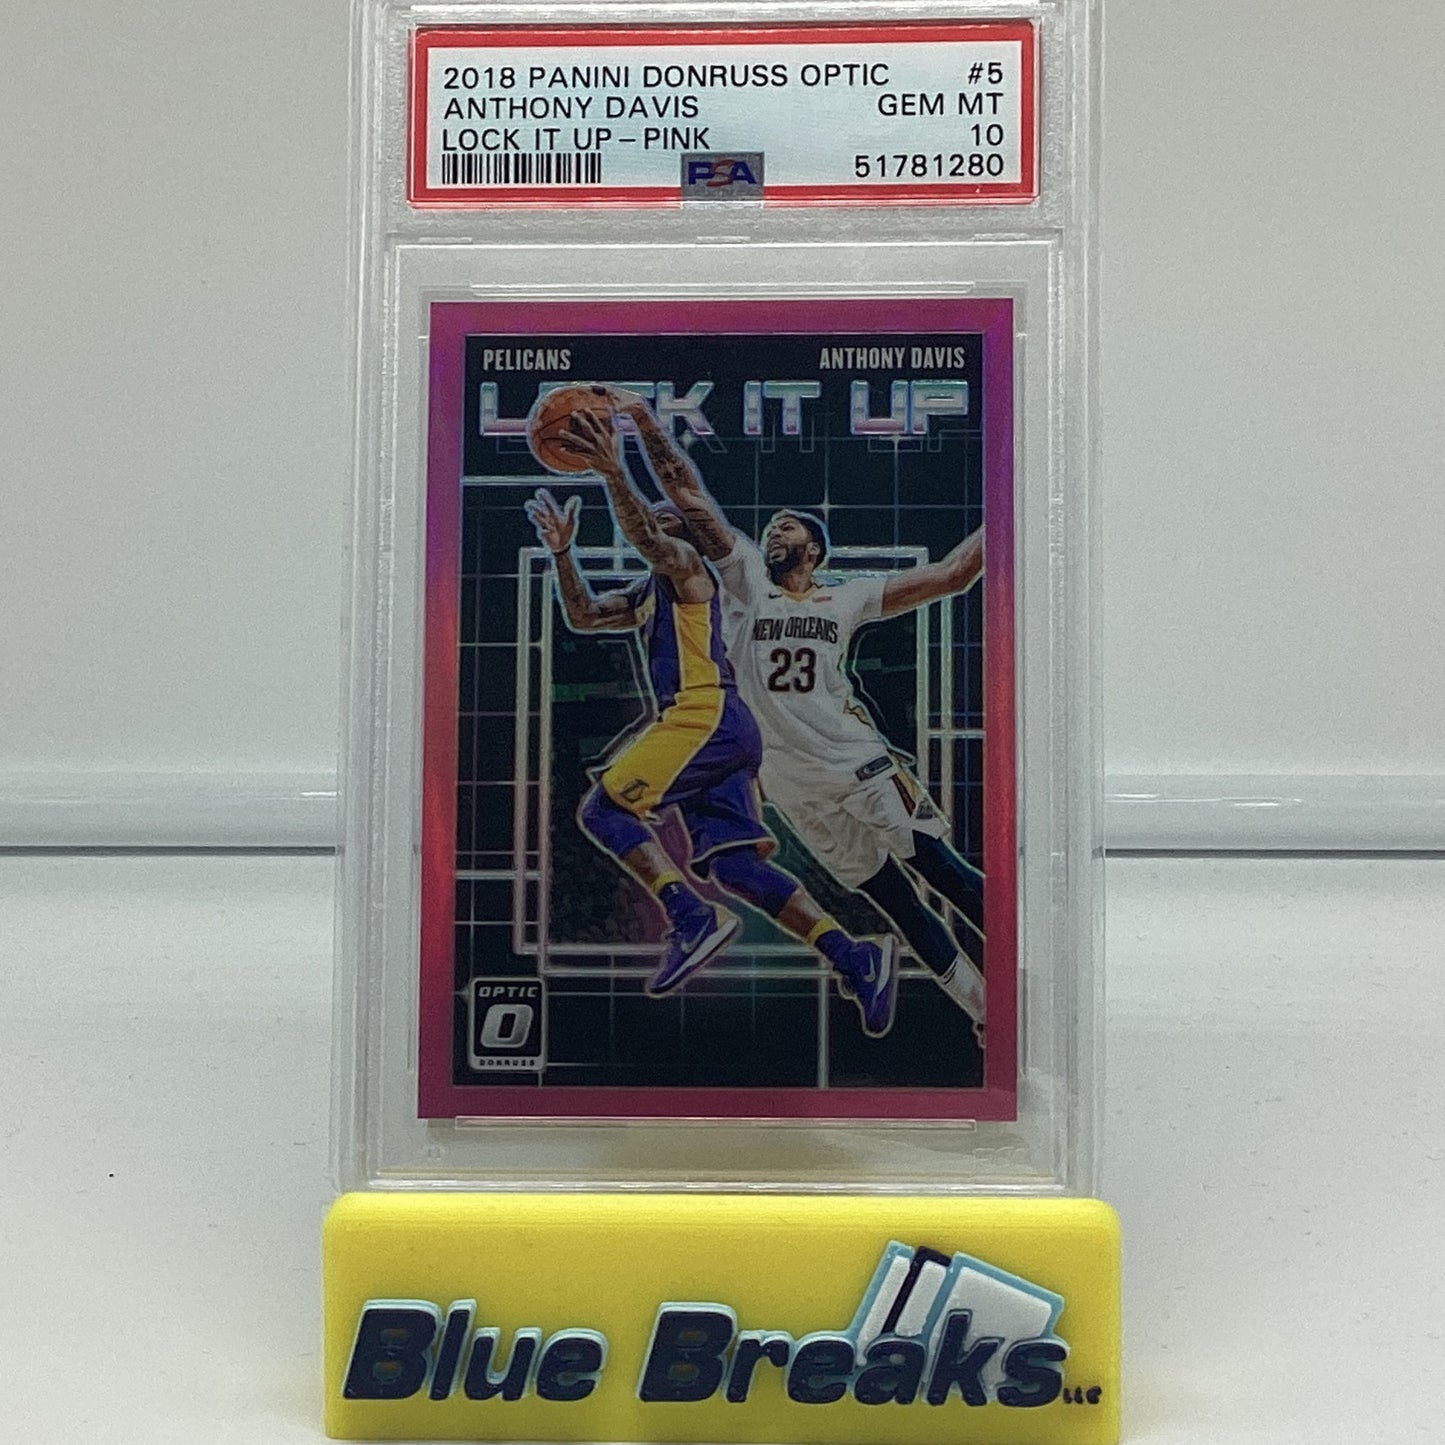 2018 PANINI DONRUSS OPTIC #5
ANTHONY DAVIS GEM MT
LOCK IT UP – PINK 10
PSA 51781280
PELICANS ANTHONY DAVIS
LOCK IT UP
NEW ORLEANS
23
OPTIC
O
DONRUSS
Blue Breaks LLC